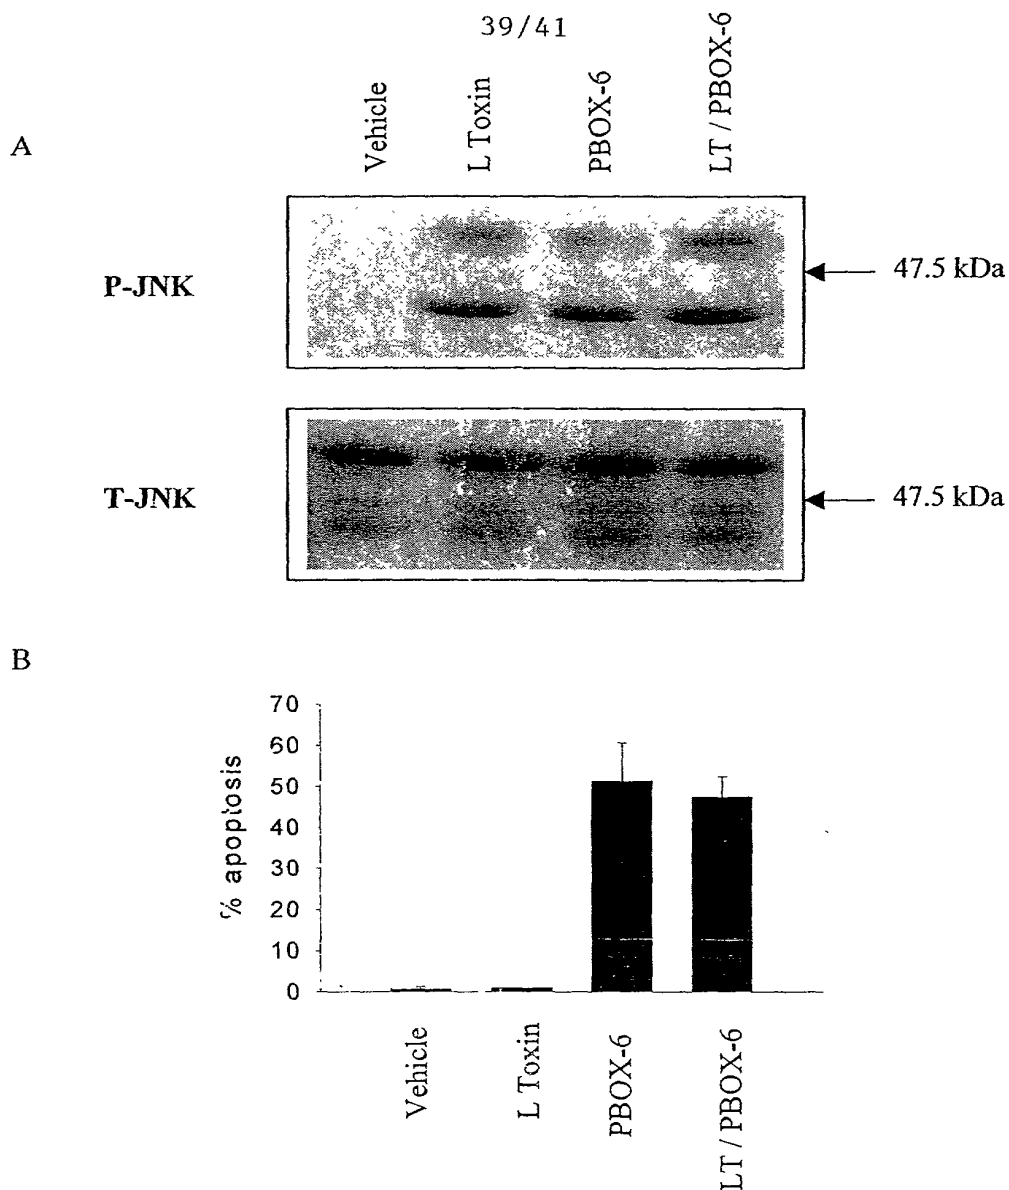 39/41
A
Vehicle
L Toxin
PBOX-6
LT / PBOX-6
P-JNK
47.5 kDa
T-JNK
47.5 kDa
B
% apoptosis
70
60
50
40
30
20
10
0
Vehicle
L Toxin
PBOX-6
LT / PBOX-6